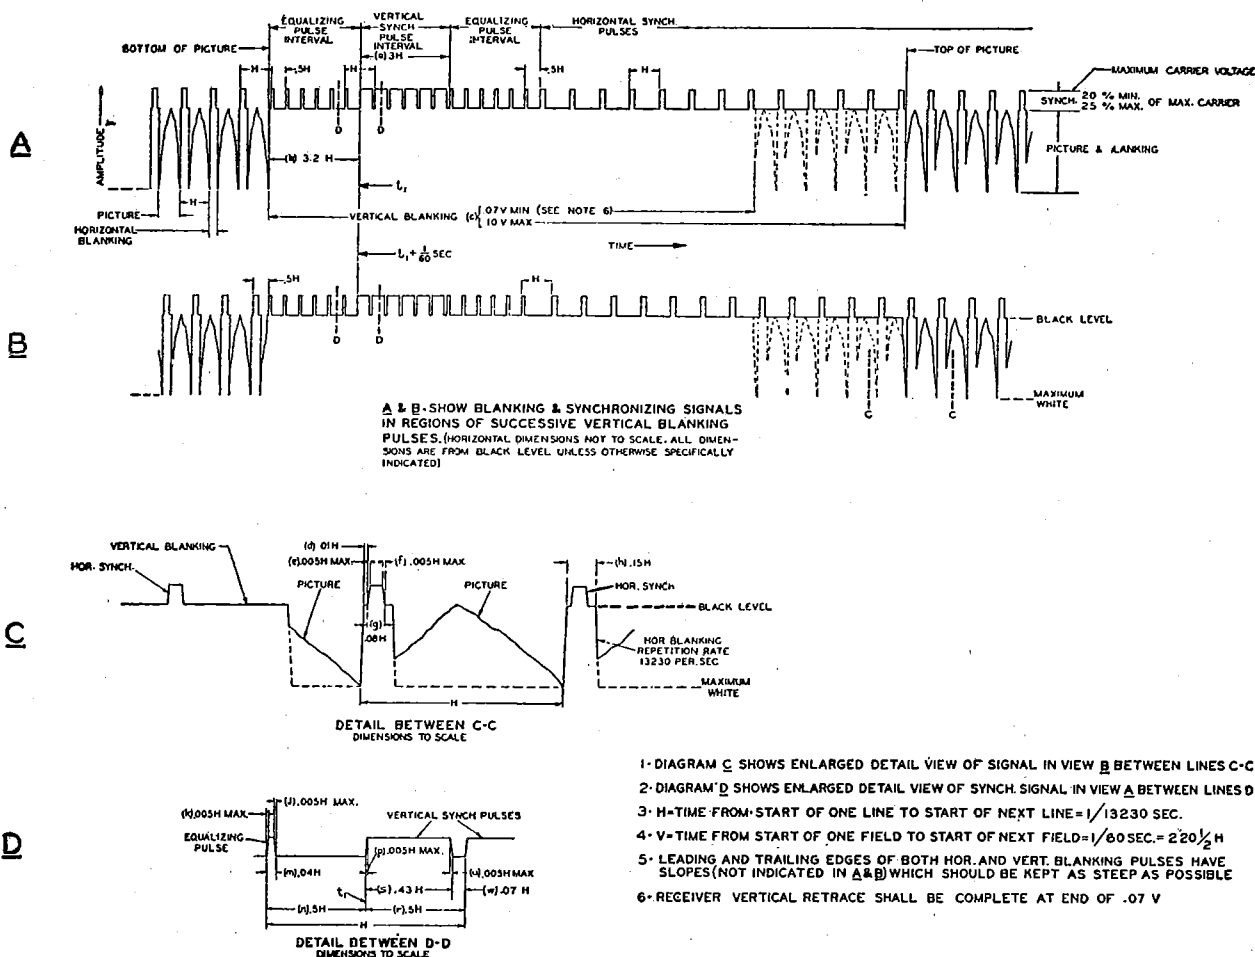 EQUALIZING
PULSE
INTERVAL
VERTICAL
SYNCH
PULSE
INTERVAL
(a) 3H
EQUALIZING
PULSE
INTERVAL
HORIZONTAL SYNCH.
PULSES
BOTTOM OF PICTURE
TOP OF PICTURE
H
.5H
H
.5H
H
MAXIMUM CARRIER VOLTAGE
SYNCH. 20 % MIN.
25 % MAX. OF MAX. CARRIER
A
AMPLITUDE
D
D
(b) 3.2 H
PICTURE &
t₁
H
PICTURE
HORIZONTAL
BLANKING
VERTICAL BLANKING (c) .07V MIN (SEE NOTE 6)
.10 V MAX
TIME
t₁ + 1/60 SEC
.5H
H
B
D
D
BLACK LEVEL
C
C
MAXIMUM
WHITE
A & B - SHOW BLANKING & SYNCHRONIZING SIGNALS
IN REGIONS OF SUCCESSIVE VERTICAL BLANKING
PULSES. (HORIZONTAL DIMENSIONS NOT TO SCALE. ALL DIMEN-
SIONS ARE FROM BLACK LEVEL UNLESS OTHERWISE SPECIFICALLY
INDICATED)
(d) .01H
VERTICAL BLANKING
(e) .005H MAX.
(f) .005H MAX
(h) .15H
HOR. SYNCH.
PICTURE
PICTURE
HOR. SYNCH
BLACK LEVEL
C
(g)
.08H
HOR BLANKING
REPETITION RATE
13230 PER. SEC
MAXIMUM
WHITE
H
DETAIL BETWEEN C-C
DIMENSIONS TO SCALE
(j) .005H MAX.
(k) .005H MAX
VERTICAL SYNCH PULSES
D
EQUALIZING
PULSE
(p) .005H MAX.
(m) .04H
(u) .005H MAX
(s) .43 H
(w) .07 H
t₁
(n) .5H
(r) .5H
H
DETAIL BETWEEN D-D
DIMENSIONS TO SCALE
1- DIAGRAM C SHOWS ENLARGED DETAIL VIEW OF SIGNAL IN VIEW B BETWEEN LINES C-C
2- DIAGRAM D SHOWS ENLARGED DETAIL VIEW OF SYNCH. SIGNAL IN VIEW A BETWEEN LINES D
3- H=TIME FROM START OF ONE LINE TO START OF NEXT LINE= 1/13230 SEC.
4- V=TIME FROM START OF ONE FIELD TO START OF NEXT FIELD=1/60 SEC.= 220½ H
5- LEADING AND TRAILING EDGES OF BOTH HOR. AND VERT. BLANKING PULSES HAVE
SLOPES (NOT INDICATED IN A&B) WHICH SHOULD BE KEPT AS STEEP AS POSSIBLE
6- RECEIVER VERTICAL RETRACE SHALL BE COMPLETE AT END OF .07 V